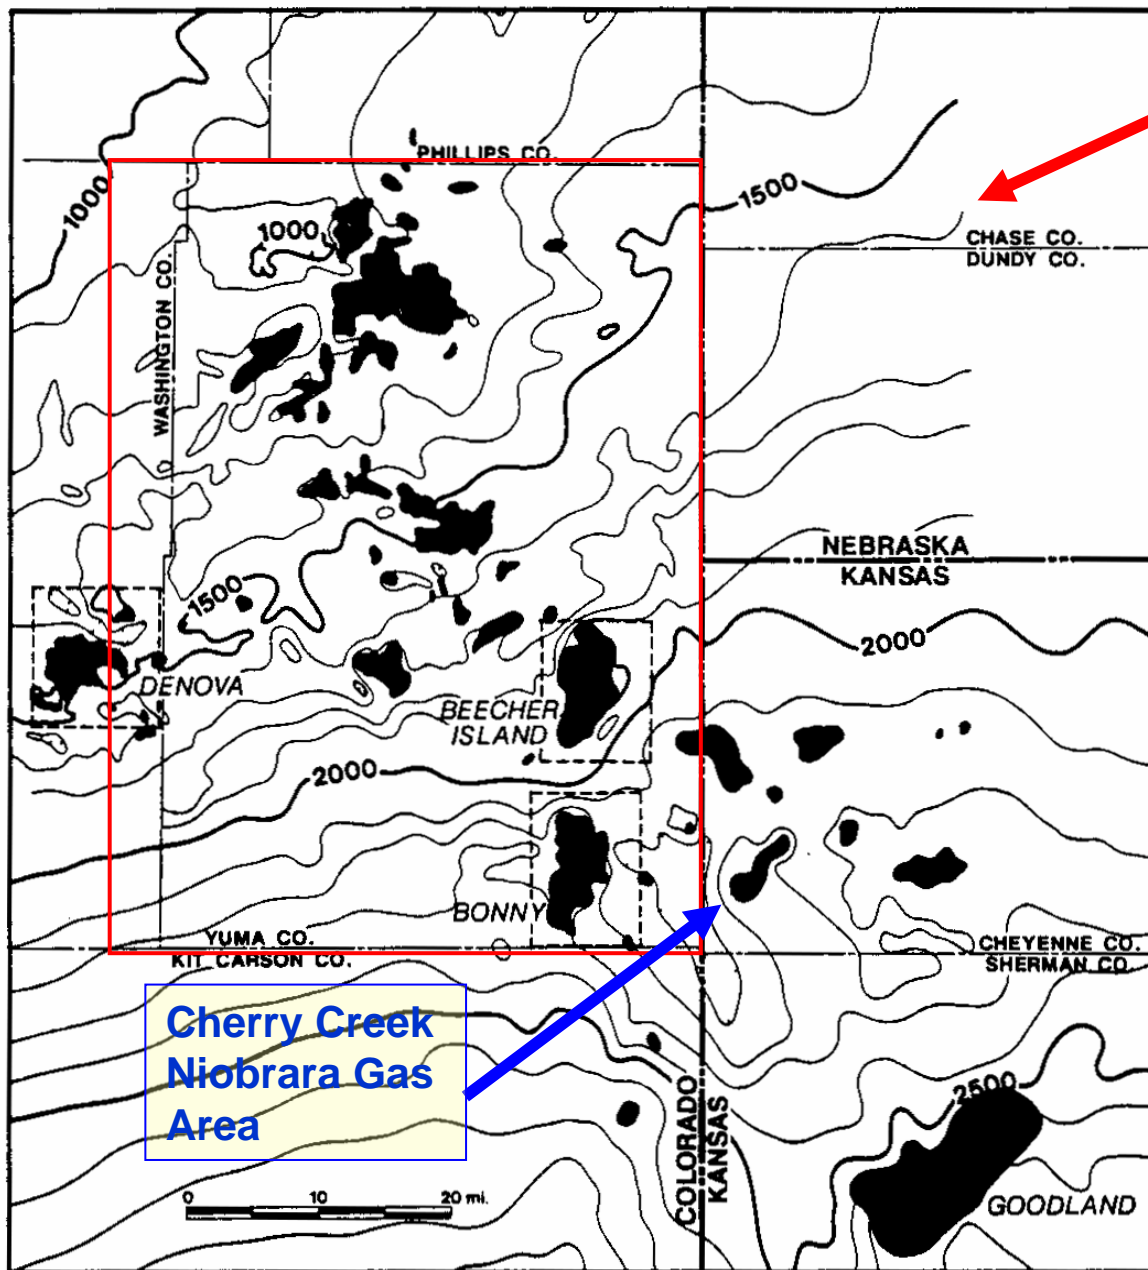 PHILLIPS CO.
1000
1500
1000
CHASE CO.
DUNDY CO.
WASHINGTON CO.
NEBRASKA
KANSAS
1500
2000
DENOVA
BEECHER
ISLAND
2000
BONNY
YUMA CO.
KIT CARSON CO.
CHEYENNE CO.
SHERMAN CO.
Cherry Creek
Niobrara Gas
Area
2500
COLORADO
KANSAS
0 10 20 mi.
GOODLAND